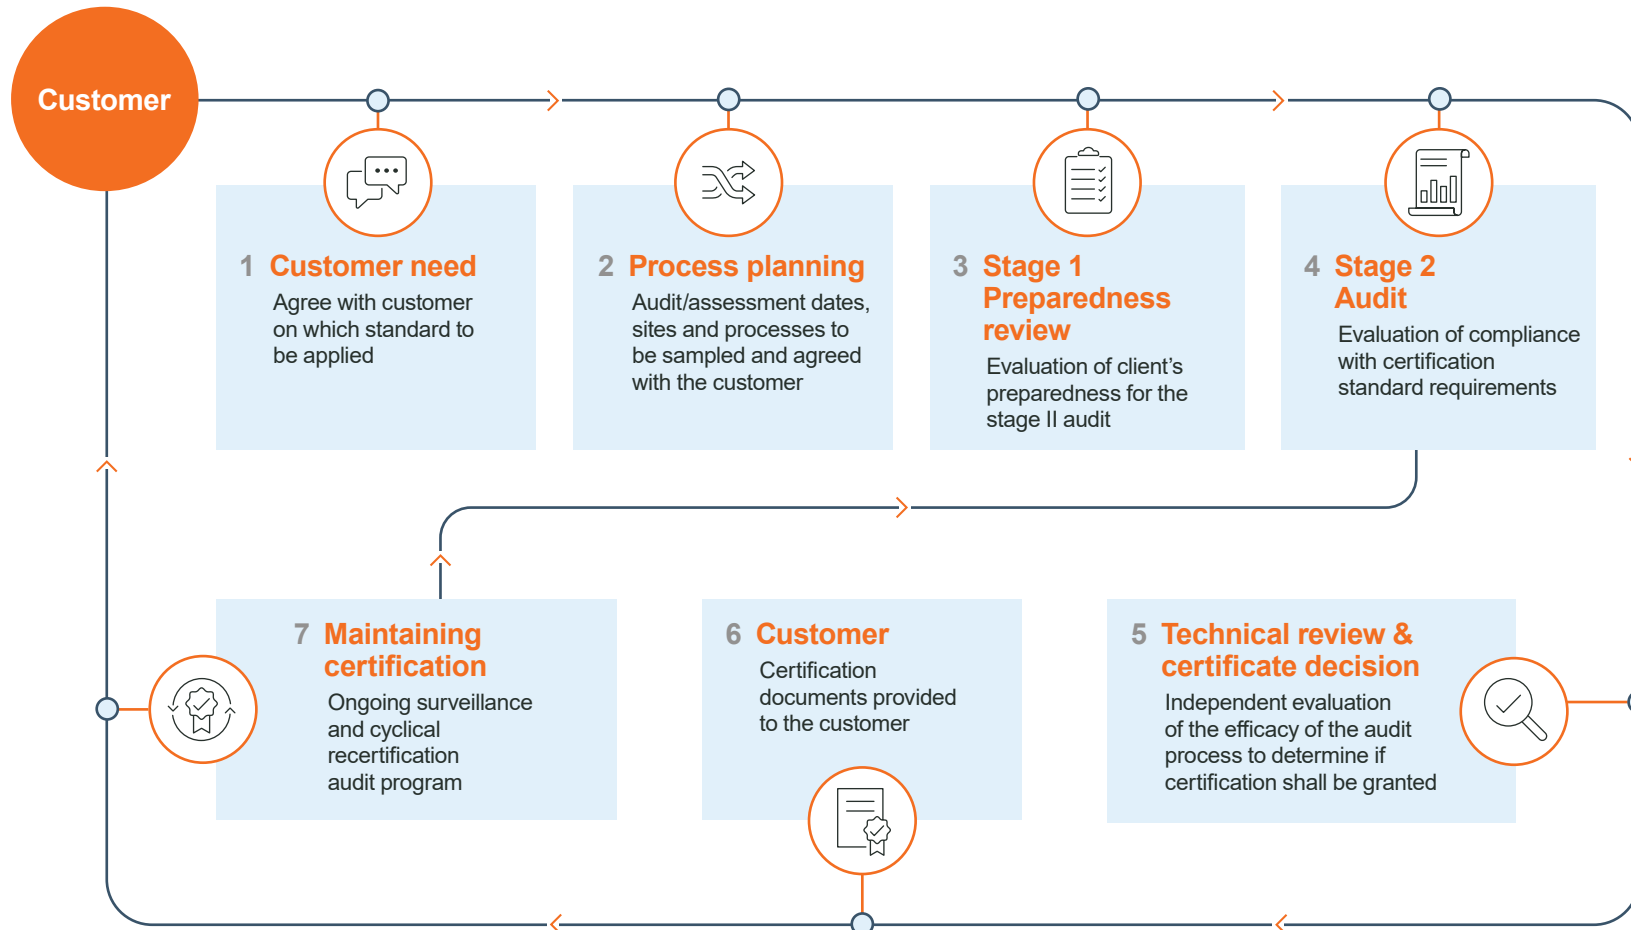 Customer
1 Customer need
Agree with customer
on which standard to
be applied
2 Process planning
Audit/assessment dates,
sites and processes to
be sampled and agreed
with the customer
3 Stage 1
Preparedness
review
Evaluation of client’s
preparedness for the
stage II audit
4 Stage 2
Audit
Evaluation of compliance
with certification
standard requirements
7 Maintaining
certification
Ongoing surveillance
and cyclical
recertification
audit program
6 Customer
Certification
documents provided
to the customer
5 Technical review &
certificate decision
Independent evaluation
of the efficacy of the audit
process to determine if
certification shall be granted